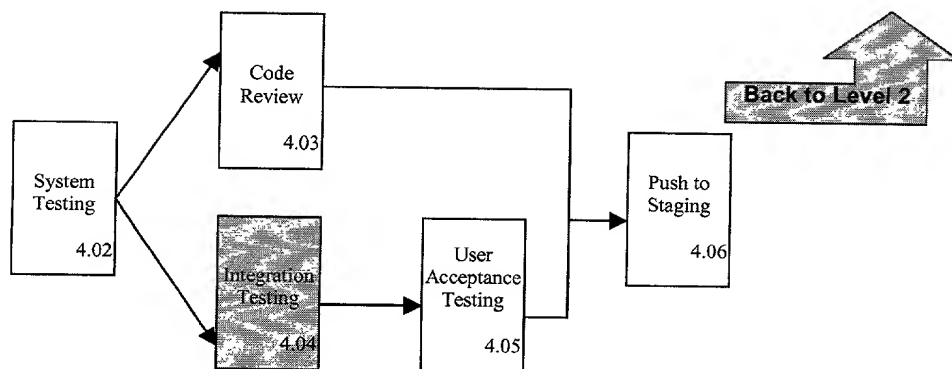 System
Testing
4.02
Code
Review
4.03
Integration
Testing
4.04
User
Acceptance
Testing
4.05
Push to
Staging
4.06
Back to Level 2